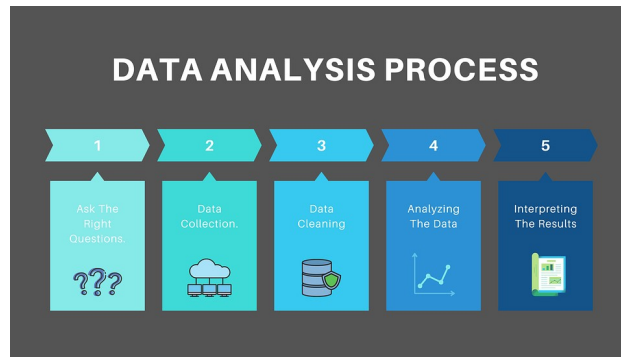 DATA ANALYSIS PROCESS
1
2
3
4
5
Ask The
Right
Questions.
Data
Collection.
Data
Cleaning
Analyzing
The Data
Interpreting
The Results
???